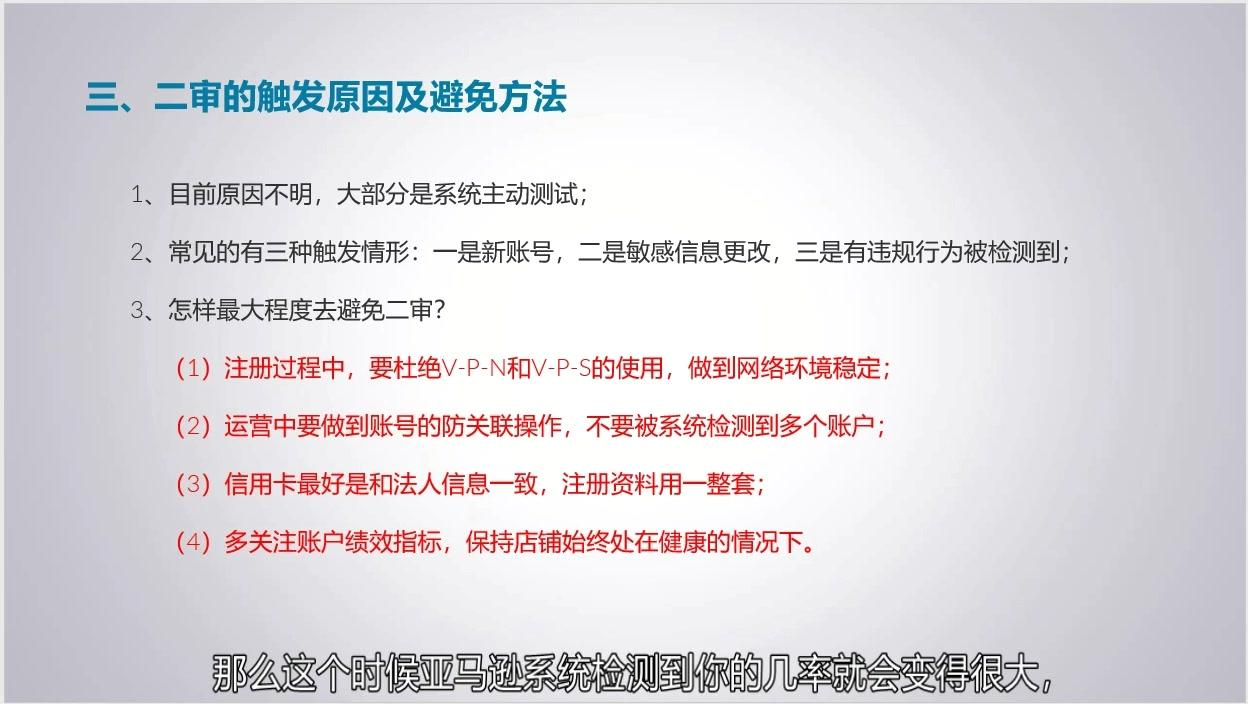 三、二审的触发原因及避免方法
1、目前原因不明，大部分是系统主动测试；
2、常见的有三种触发情形：一是新账号，二是敏感信息更改，三是有违规行为被检测到；
3、怎样最大程度去避免二审？
（1）注册过程中，要杜绝V-P-N和V-P-S的使用，做到网络环境稳定；
（2）运营中要做到账号的防关联操作，不要被系统检测到多个账户；
（3）信用卡最好是和法人信息一致，注册资料用一整套；
（4）多关注账户绩效指标，保持店铺始终处在健康的情况下。
那么这个时候亚马逊系统检测到你的几率就会变得很大，